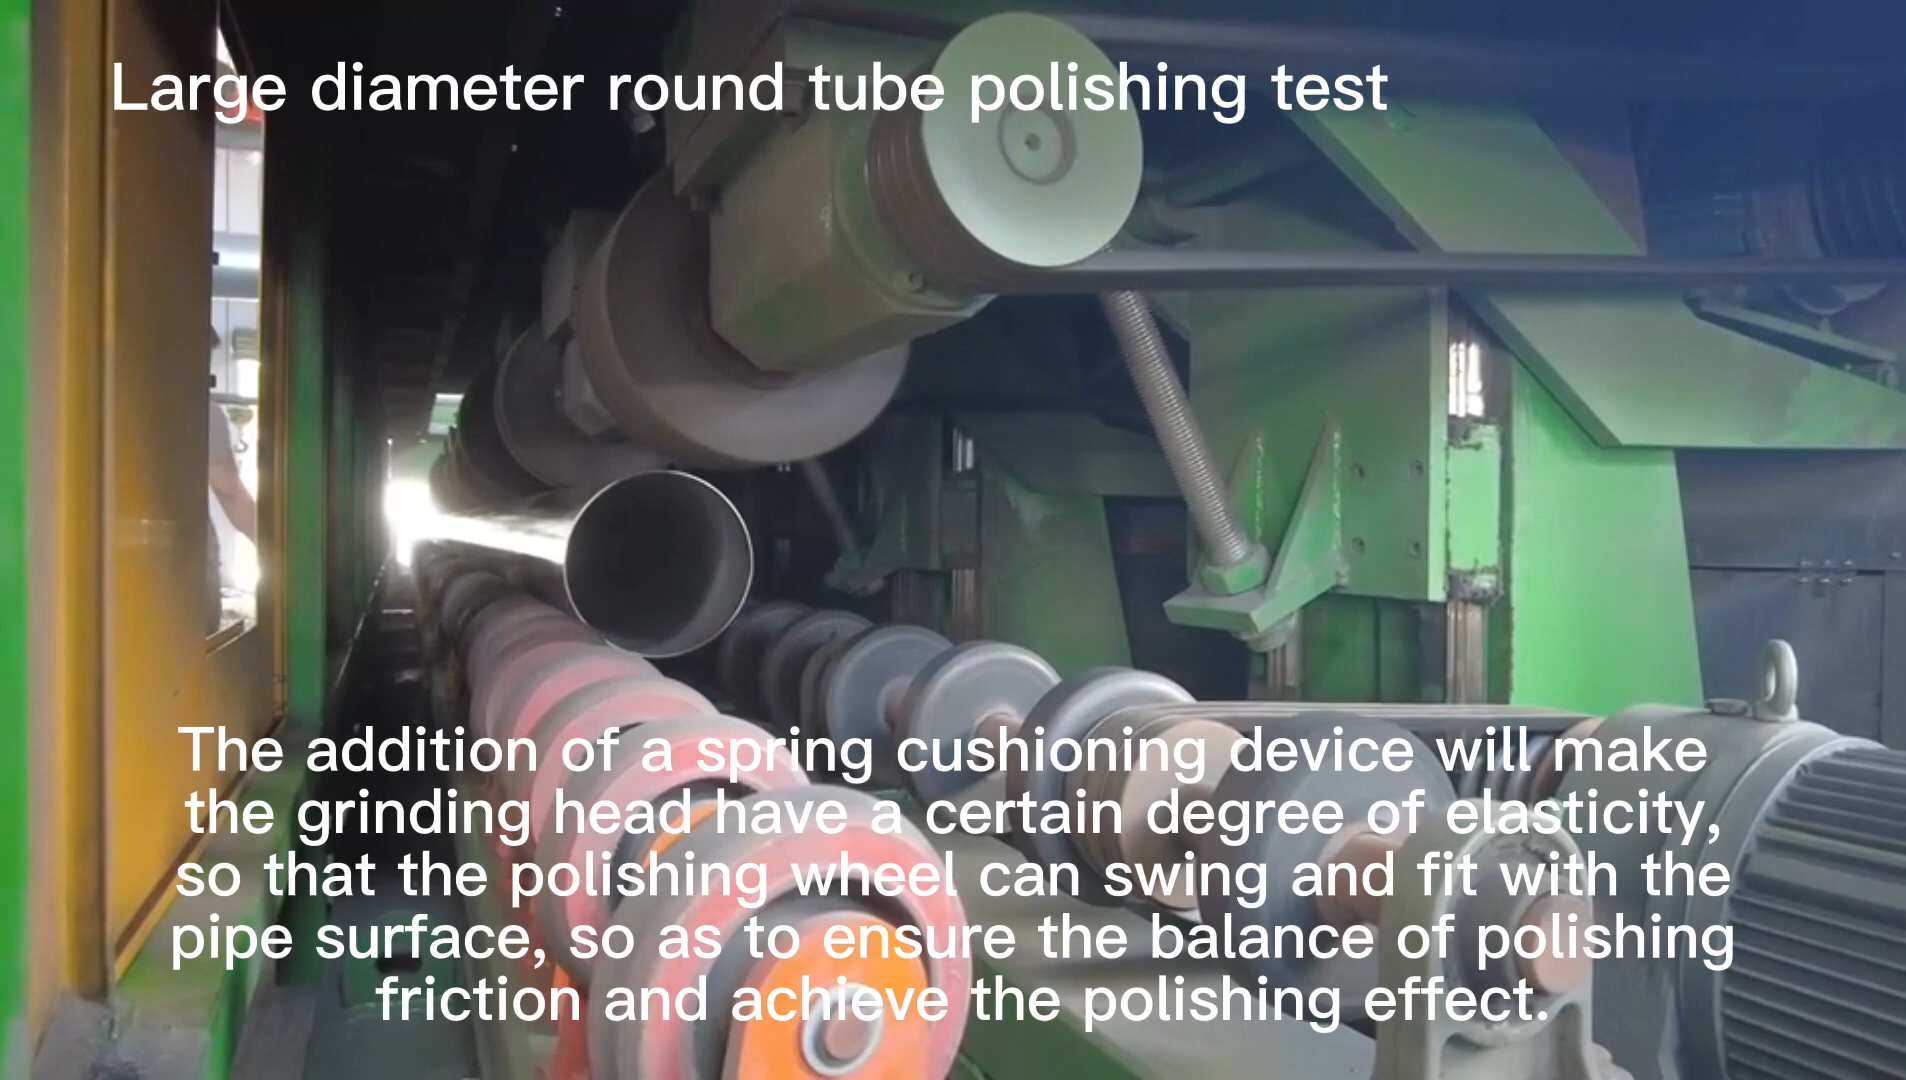 Large diameter round tube polishing test
The addition of a spring cushioning device will make
the grinding head have a certain degree of elasticity,
so that the polishing wheel can swing and fit with the
pipe surface, so as to ensure the balance of polishing
friction and achieve the polishing effect.